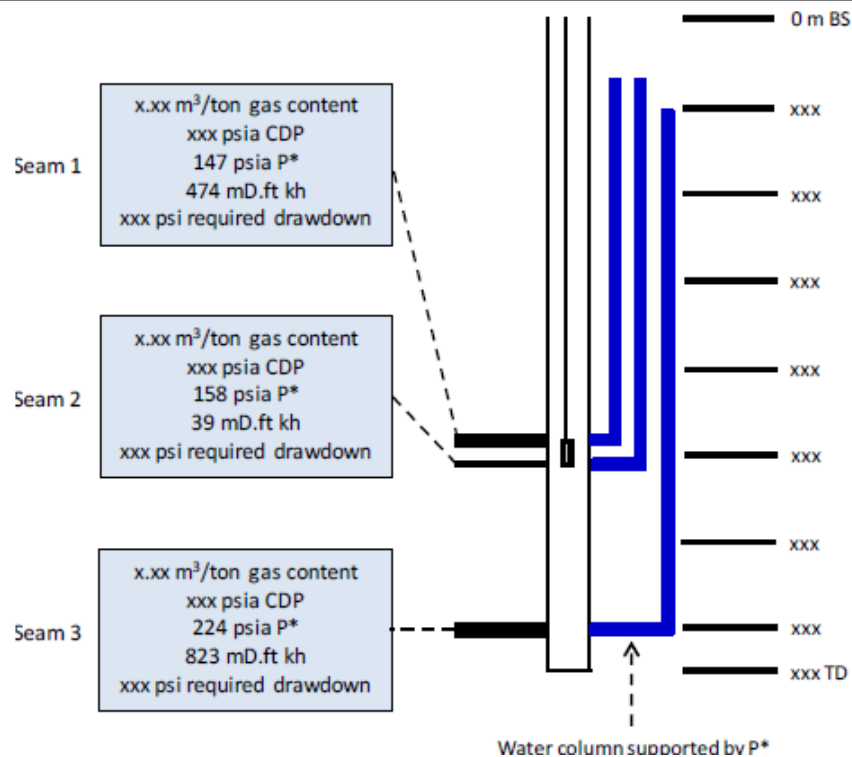 0 m BS
x.xx m³/ton gas content
xxx psia CDP
147 psia P*
474 mD.ft kh
xxx psi required drawdown
Seam 1
xxx
xxx
xxx
x.xx m³/ton gas content
xxx psia CDP
158 psia P*
39 mD.ft kh
xxx psi required drawdown
Seam 2
xxx
xxx
xxx
x.xx m³/ton gas content
xxx psia CDP
224 psia P*
823 mD.ft kh
xxx psi required drawdown
Seam 3
xxx
xxx TD
Water column supported by P*